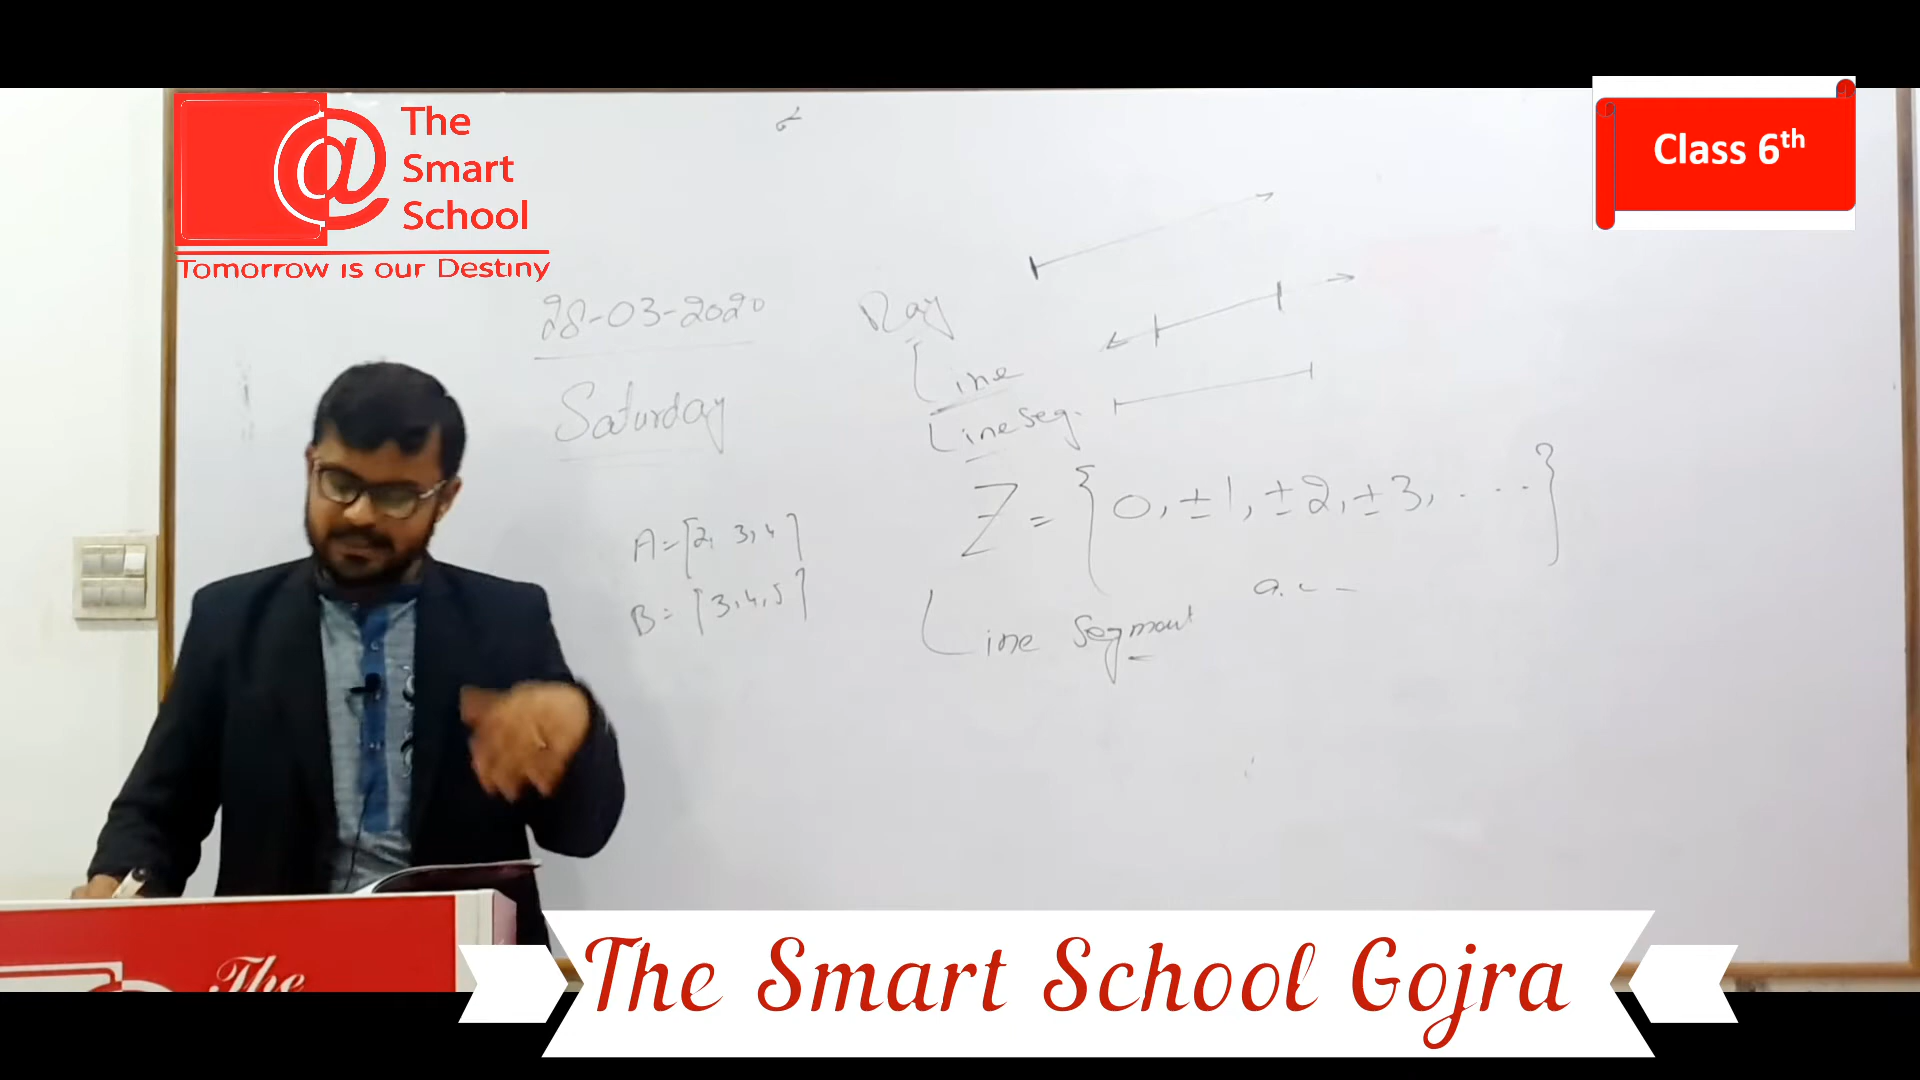 The
Smart
School
Tomorrow is our Destiny
Class 6th
28-03-2020
Saturday
Ray
Line
Line Seg.
A = [2, 3, 4]
B = [3, 4, 5]
Z = {0, ±1, ±2, ±3, . . . .}
Line Segment
The
The Smart School Gojra